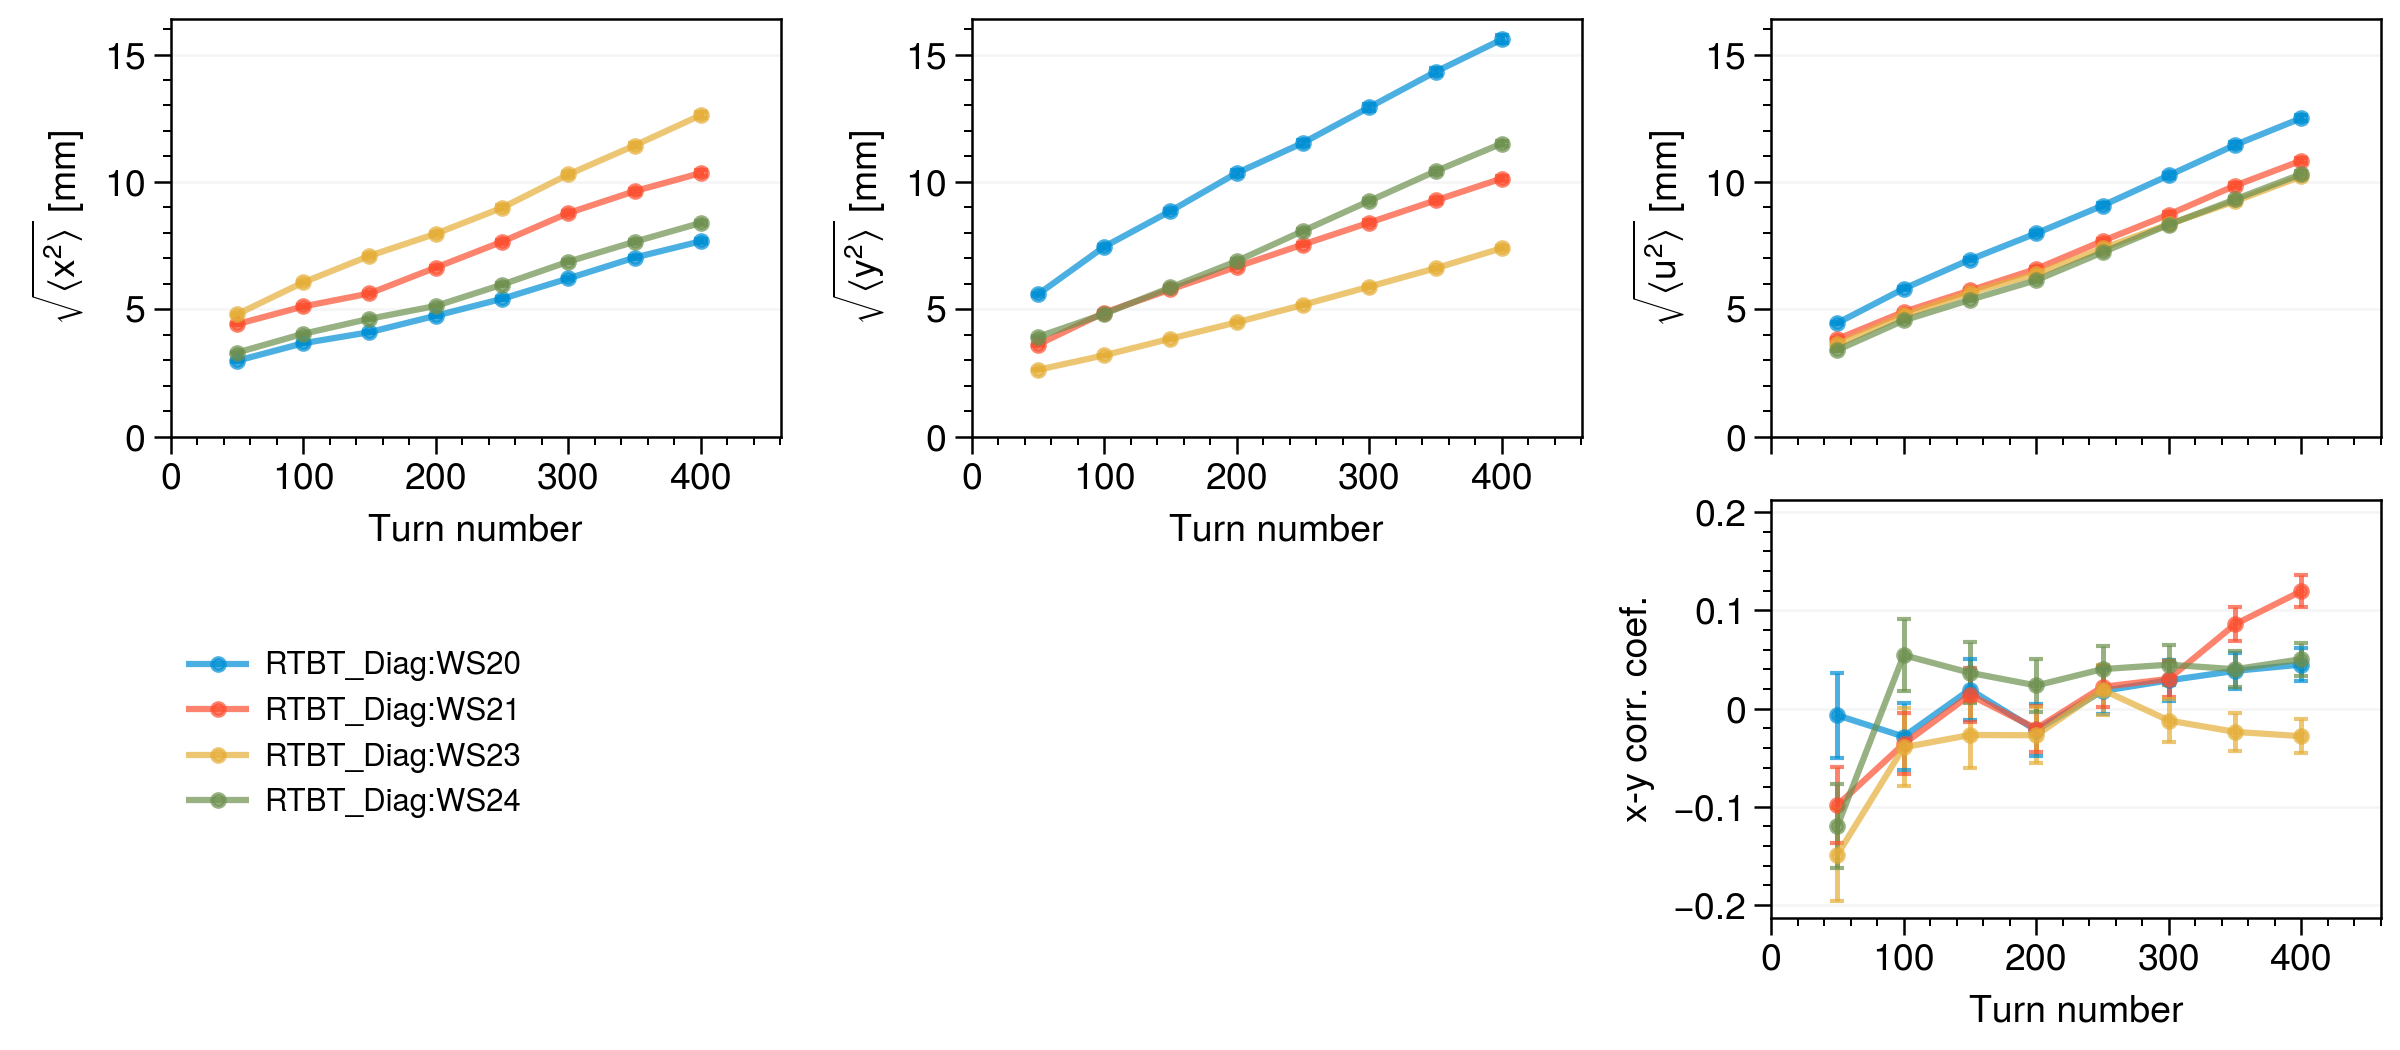 15
10
5
0
0 100 200 300 400
Turn number
√⟨x²⟩ [mm]
15
10
5
0
0 100 200 300 400
Turn number
√⟨y²⟩ [mm]
15
10
5
0
√⟨u²⟩ [mm]
0.2
0.1
0
−0.1
−0.2
0 100 200 300 400
Turn number
x-y corr. coef.
RTBT_Diag:WS20
RTBT_Diag:WS21
RTBT_Diag:WS23
RTBT_Diag:WS24